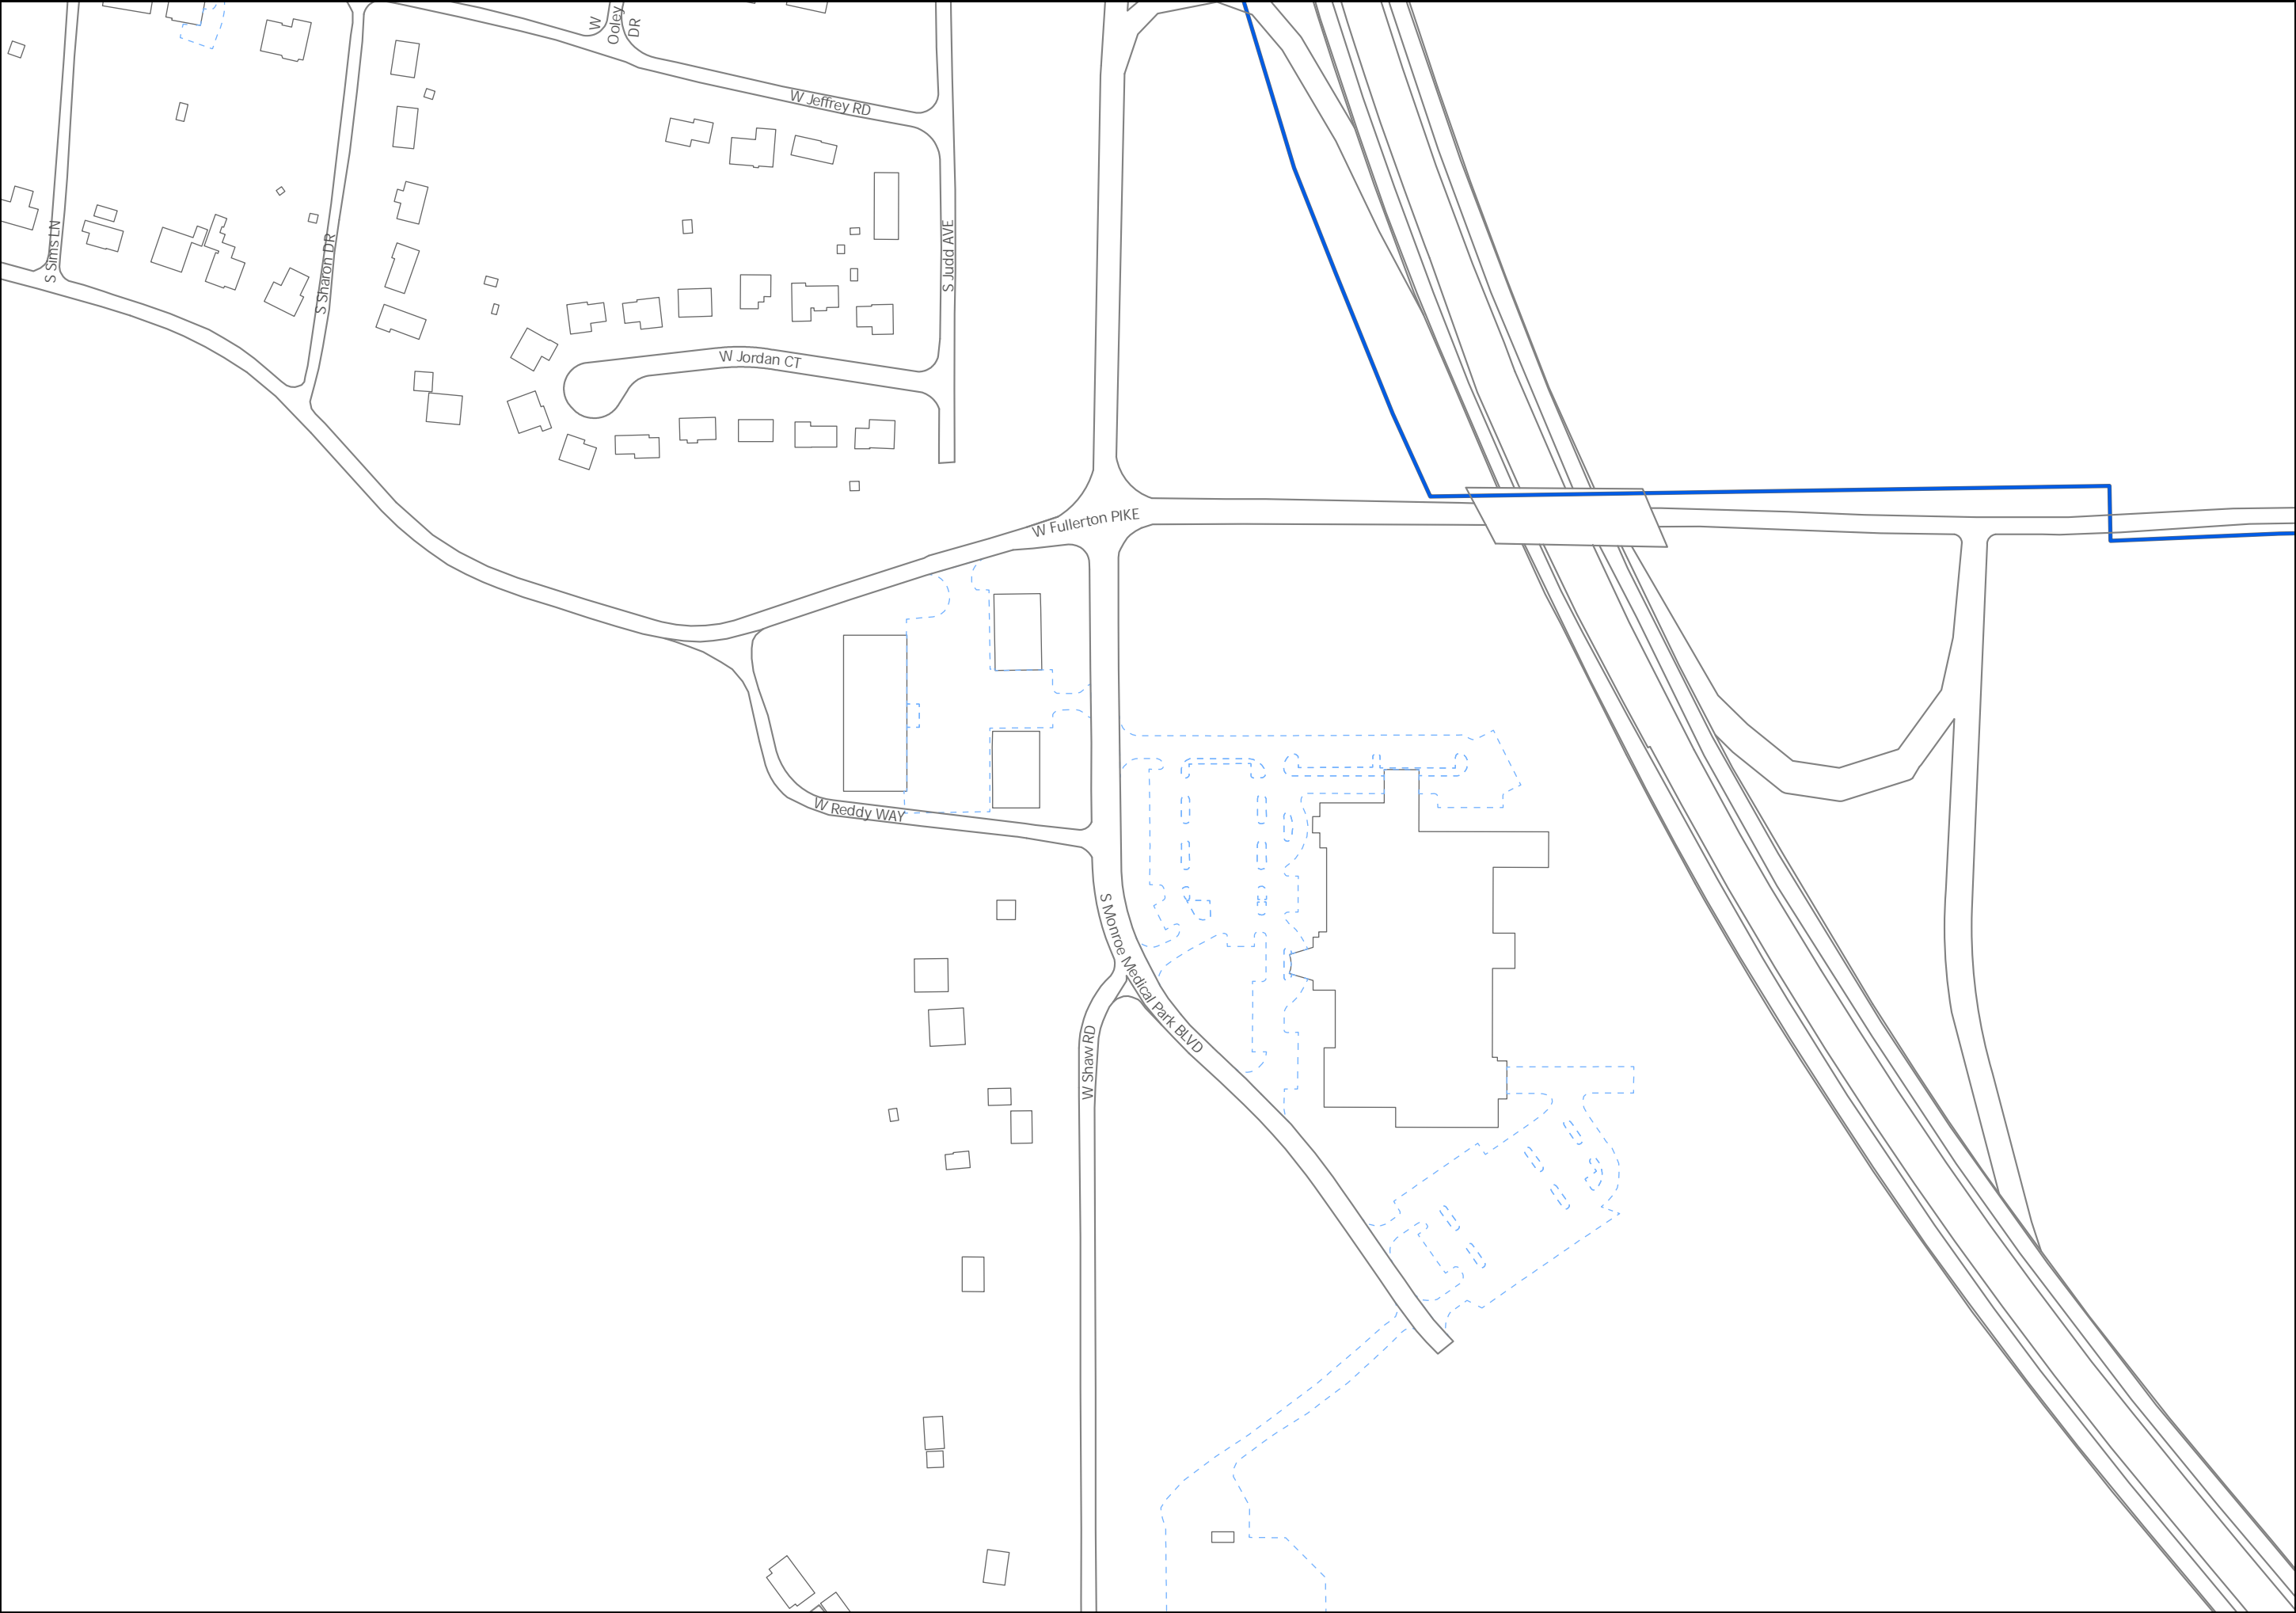 W
Ooley
DR
W Jeffrey RD
S Sims LN
S Sharon DR
S Judd AVE
W Jordan CT
W Fullerton PIKE
W Reddy WAY
S Monroe Medical Park BLVD
W Shaw RD